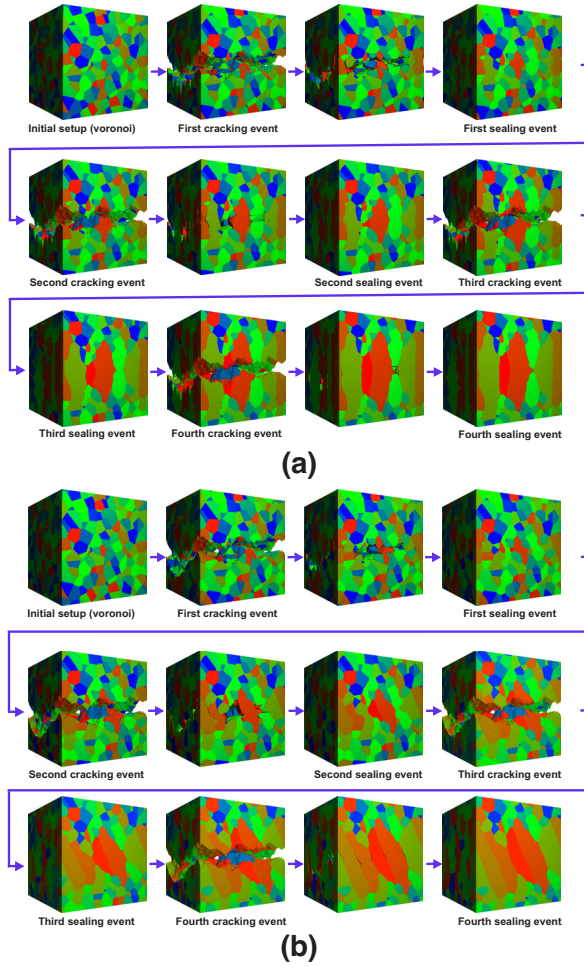 Initial setup (voronoi) First cracking event First sealing event
Second cracking event Second sealing event Third cracking event
Third sealing event Fourth cracking event Fourth sealing event
(a)
Initial setup (voronoi) First cracking event First sealing event
Second cracking event Second sealing event Third cracking event
Third sealing event Fourth cracking event Fourth sealing event
(b)